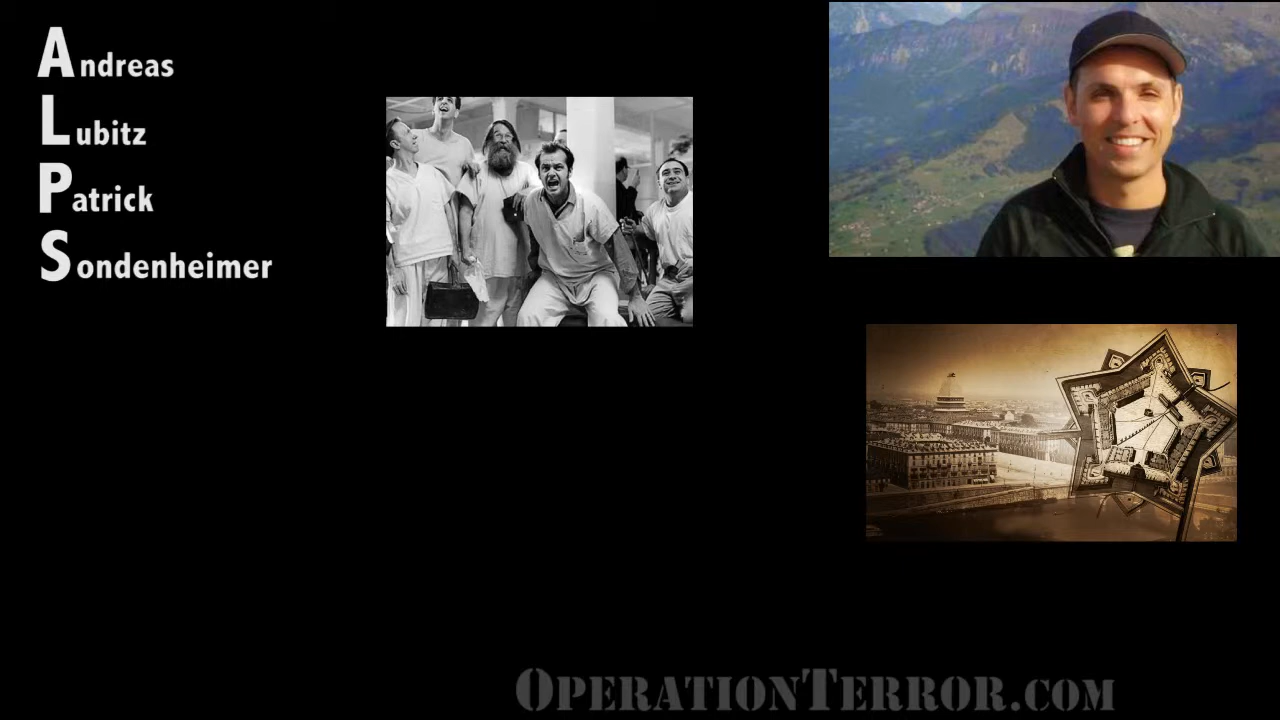 Andreas
Lubitz
Patrick
Sondenheimer
OperationTerror.com